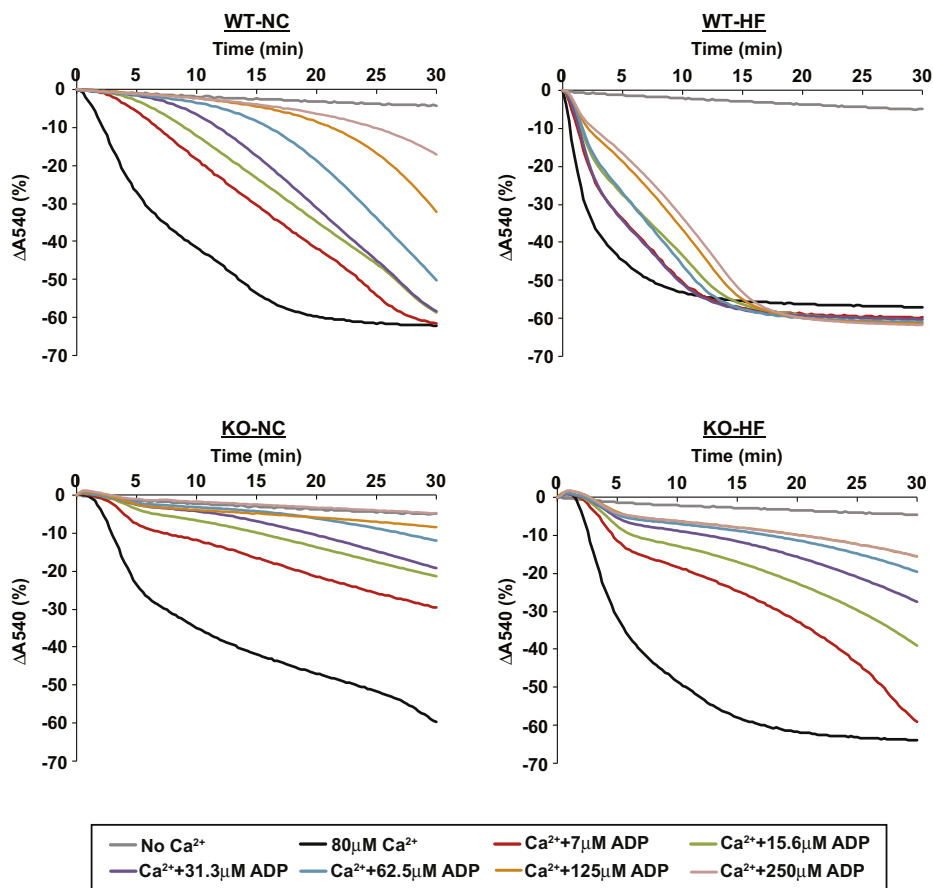 WT-NC
Time (min)
0 5 10 15 20 25 30
0
-10
-20
-30
-40
-50
-60
-70
ΔA540 (%)
WT-HF
Time (min)
0 5 10 15 20 25 30
0
-10
-20
-30
-40
-50
-60
-70
ΔA540 (%)
KO-NC
Time (min)
0 5 10 15 20 25 30
0
-10
-20
-30
-40
-50
-60
-70
ΔA540 (%)
KO-HF
Time (min)
0 5 10 15 20 25 30
0
-10
-20
-30
-40
-50
-60
-70
ΔA540 (%)
No Ca²⁺ 80μM Ca²⁺ Ca²⁺+7μM ADP Ca²⁺+15.6μM ADP
Ca²⁺+31.3μM ADP Ca²⁺+62.5μM ADP Ca²⁺+125μM ADP Ca²⁺+250μM ADP